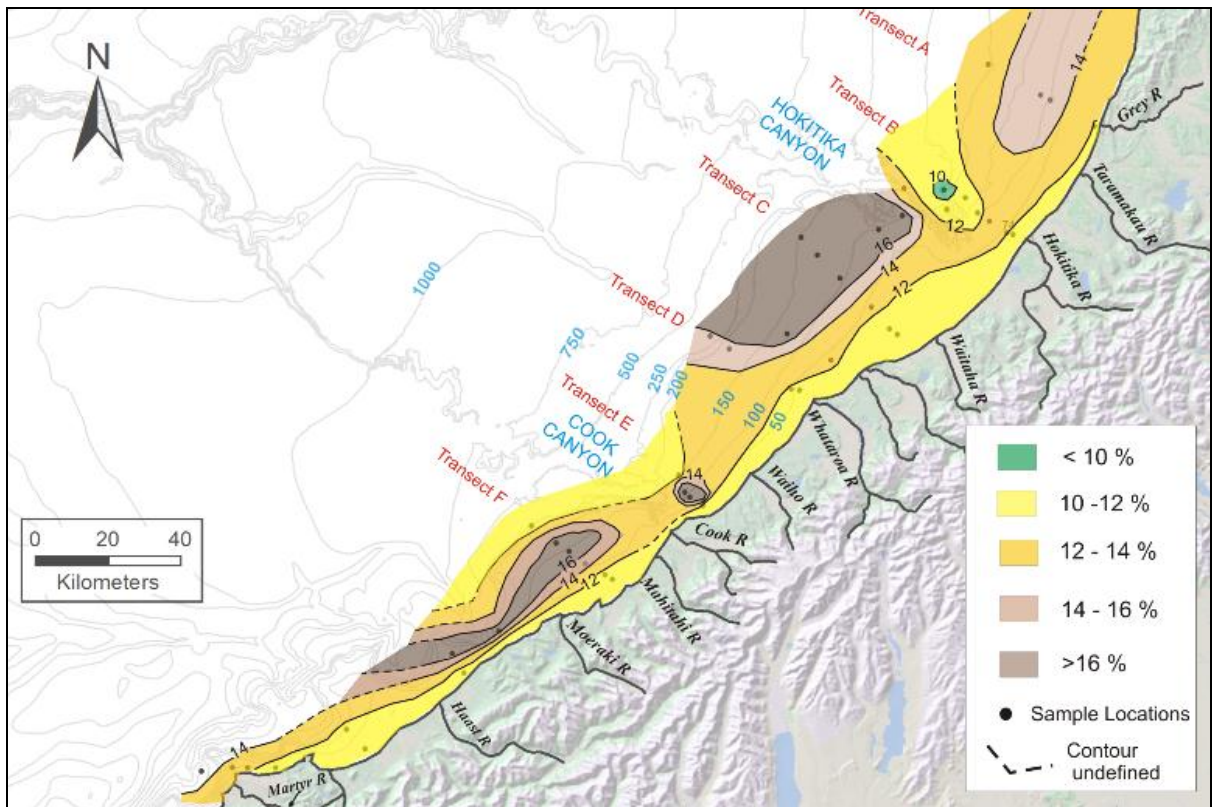 N
Transect A
Transect B
HOKITIKA
CANYON
Transect C
Transect D
Transect E
COOK
CANYON
Transect F
1000
750
500
250
200
150
100
50
14
10
12
71
16
14
12
14
16
14
12
14
Grey R
Taramakau R
Hokitika R
Waitaha R
Whataroa R
Waiho R
Cook R
Mahitahi R
Moeraki R
Haast R
Martyr R
0 20 40
Kilometers
< 10 %
10 -12 %
12 - 14 %
14 - 16 %
>16 %
Sample Locations
Contour
undefined